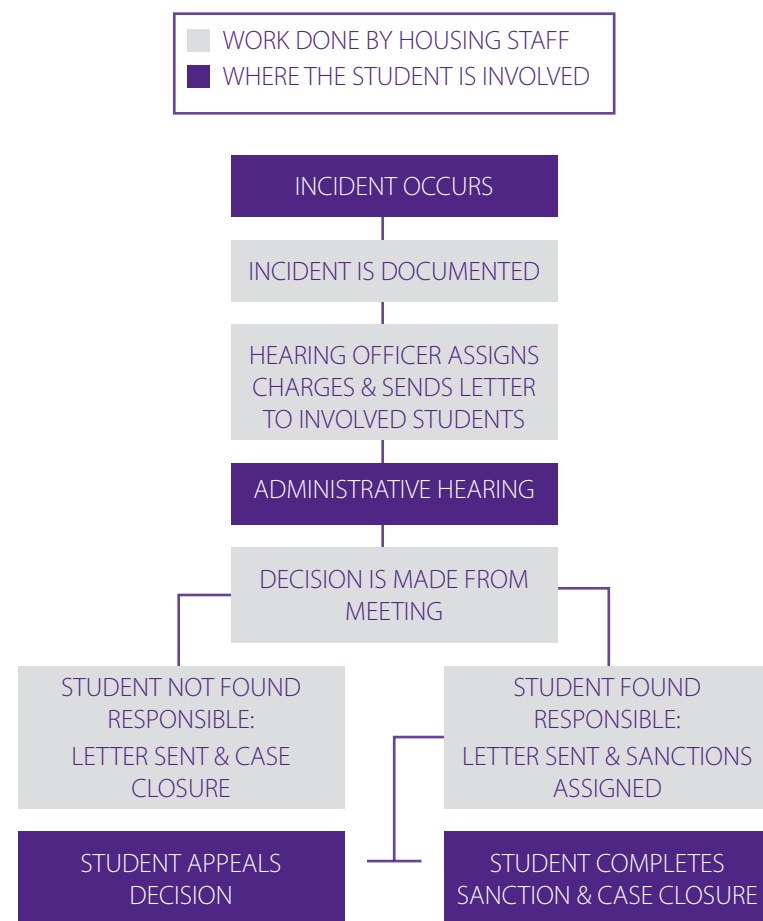 WORK DONE BY HOUSING STAFF
WHERE THE STUDENT IS INVOLVED
INCIDENT OCCURS
INCIDENT IS DOCUMENTED
HEARING OFFICER ASSIGNS
CHARGES & SENDS LETTER
TO INVOLVED STUDENTS
ADMINISTRATIVE HEARING
DECISION IS MADE FROM
MEETING
STUDENT NOT FOUND
RESPONSIBLE:
LETTER SENT & CASE
CLOSURE
STUDENT FOUND
RESPONSIBLE:
LETTER SENT & SANCTIONS
ASSIGNED
STUDENT APPEALS
DECISION
STUDENT COMPLETES
SANCTION & CASE CLOSURE